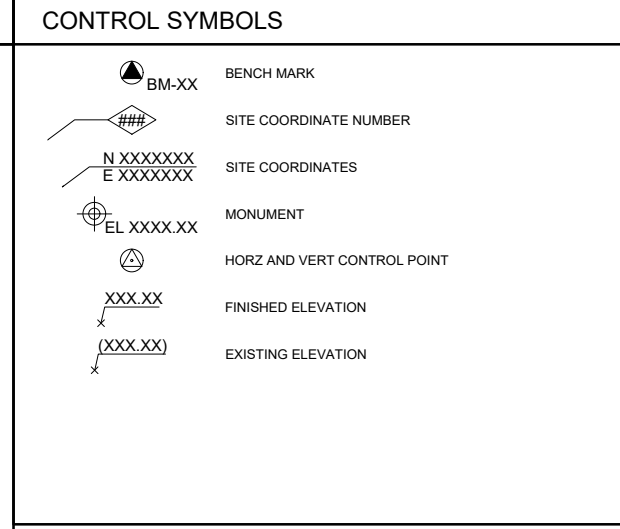 CONTROL SYMBOLS
BM-XX BENCH MARK
### SITE COORDINATE NUMBER
N XXXXXXX
E XXXXXXX
SITE COORDINATES
EL XXXX.XX MONUMENT
HORZ AND VERT CONTROL POINT
XXX.XX FINISHED ELEVATION
(XXX.XX) EXISTING ELEVATION